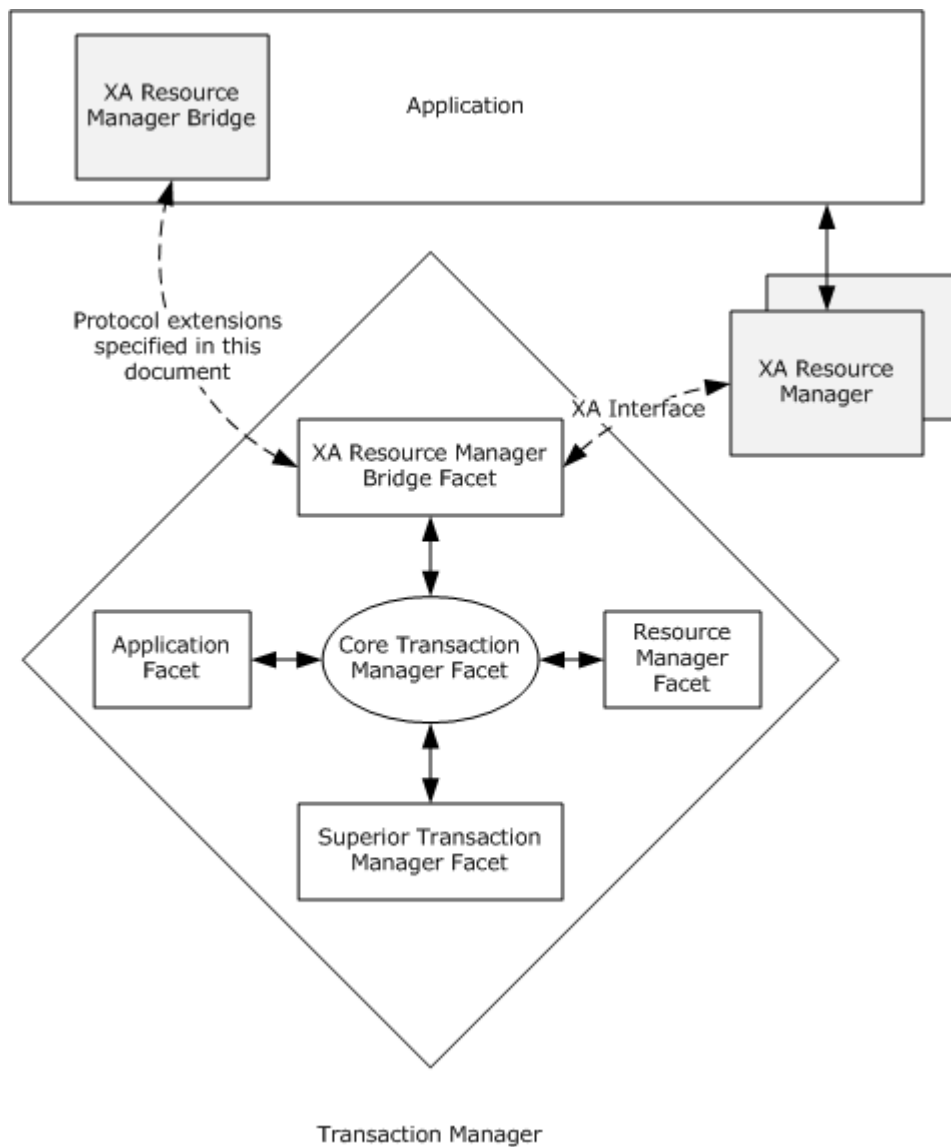 XA Resource
Manager Bridge
Application
Protocol extensions
specified in this
document
XA Interface
XA Resource
Manager
XA Resource Manager
Bridge Facet
Application
Facet
Core Transaction
Manager Facet
Resource
Manager
Facet
Superior Transaction
Manager Facet
Transaction Manager